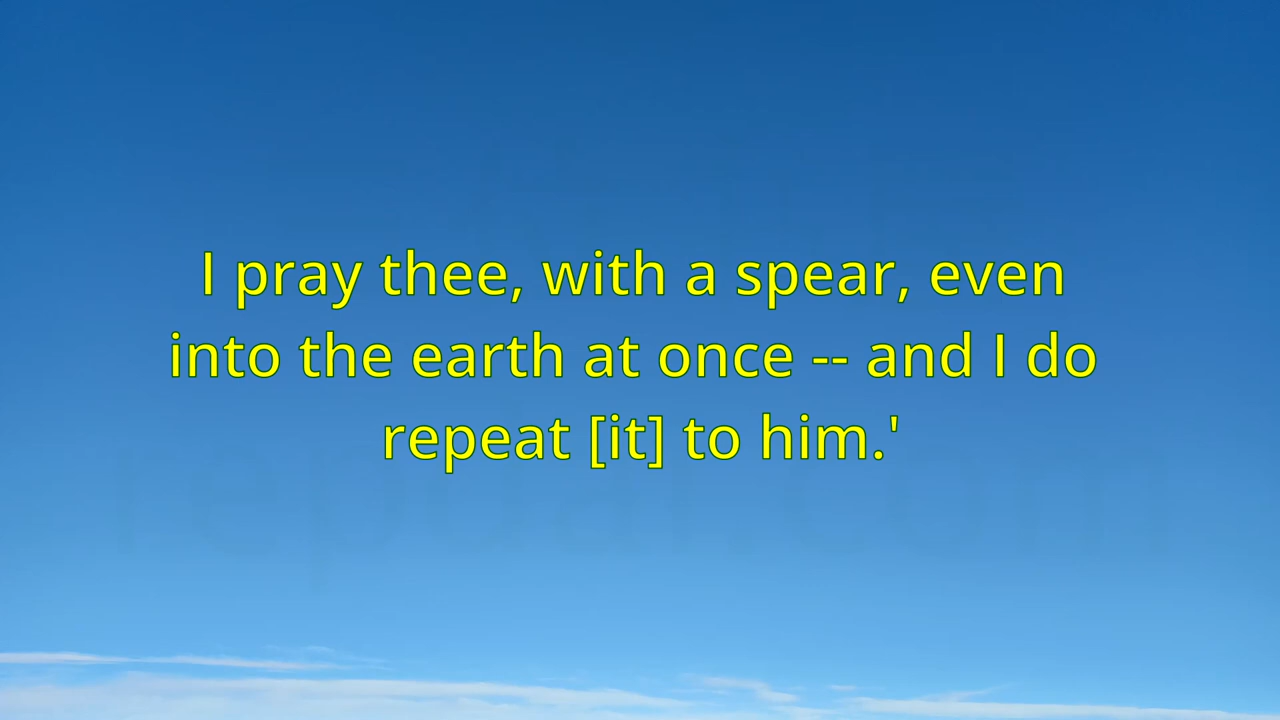 I pray thee, with a spear, even
into the earth at once -- and I do
repeat [it] to him.'